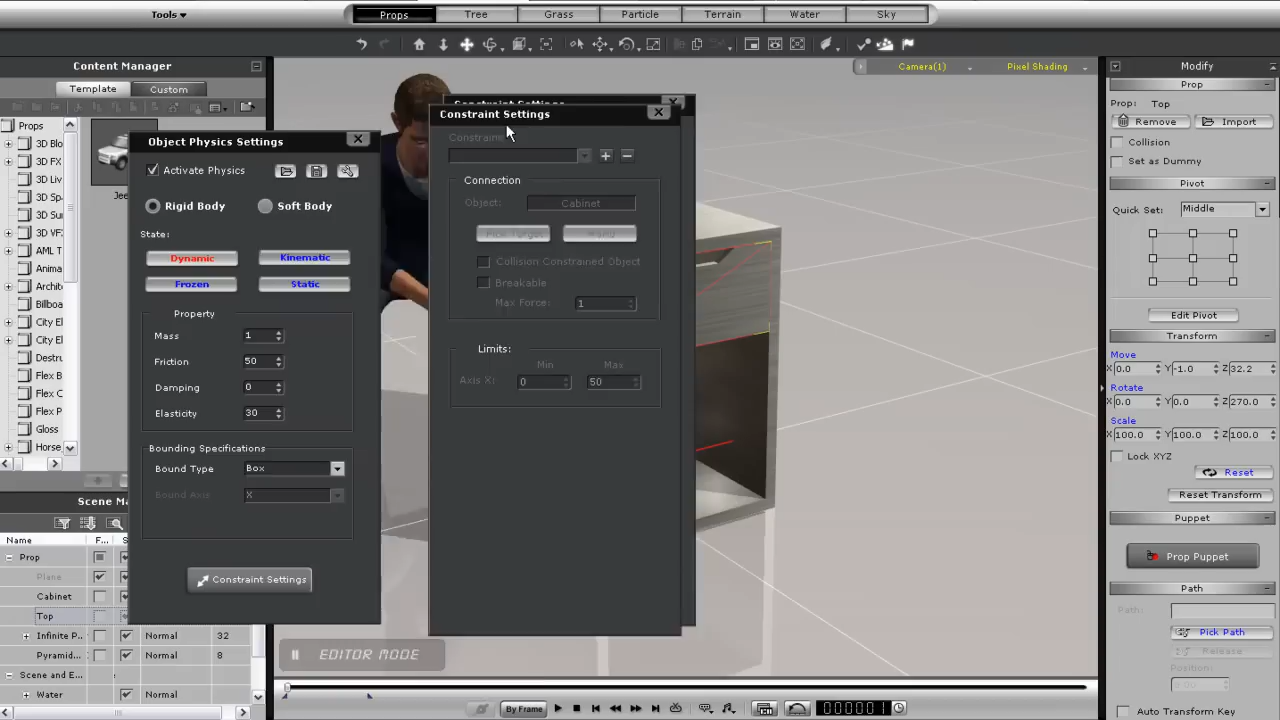 Tools
Props
Tree
Grass
Particle
Terrain
Water
Sky
Content Manager
Template
Custom
Camera(1)
Pixel Shading
Modify
Prop
Prop: Top
Remove
Import
Collision
Set as Dummy
Pivot
Quick Set: Middle
Edit Pivot
Transform
Move
X 0.0 Y -1.0 Z 32.2
Rotate
X 0.0 Y 0.0 Z 270.0
Scale
X 100.0 Y 100.0 Z 100.0
Lock XYZ
Reset
Reset Transform
Puppet
Prop Puppet
Path
Path:
Pick Path
Release
Position:
0.00
Auto Transform Key
Props
3D Blo
3D FX
3D Livi
3D Sp
3D Sur
3D VF
AML T
Anima
Archit
Billboa
City El
City El
Destru
Flex B
Flex C
Flex P
Gloss
Horse
Jee
Object Physics Settings
Activate Physics
Rigid Body
Soft Body
State:
Dynamic
Kinematic
Frozen
Static
Property
Mass 1
Friction 50
Damping 0
Elasticity 30
Bounding Specifications
Bound Type Box
Bound Axis X
Constraint Settings
Constraint Settings
Constraint Settings
Connection
Object: Cabinet
Pick Target
Collision Constrained Object
Breakable
Max Force: 1
Limits:
Min Max
Axis X: 0 50
Scene Ma
Name F... S
Prop
Plane
Cabinet
Top
Infinite P... Normal 32
Pyramid... Normal 8
Scene and E...
Water Normal
EDITOR MODE
By Frame
000001